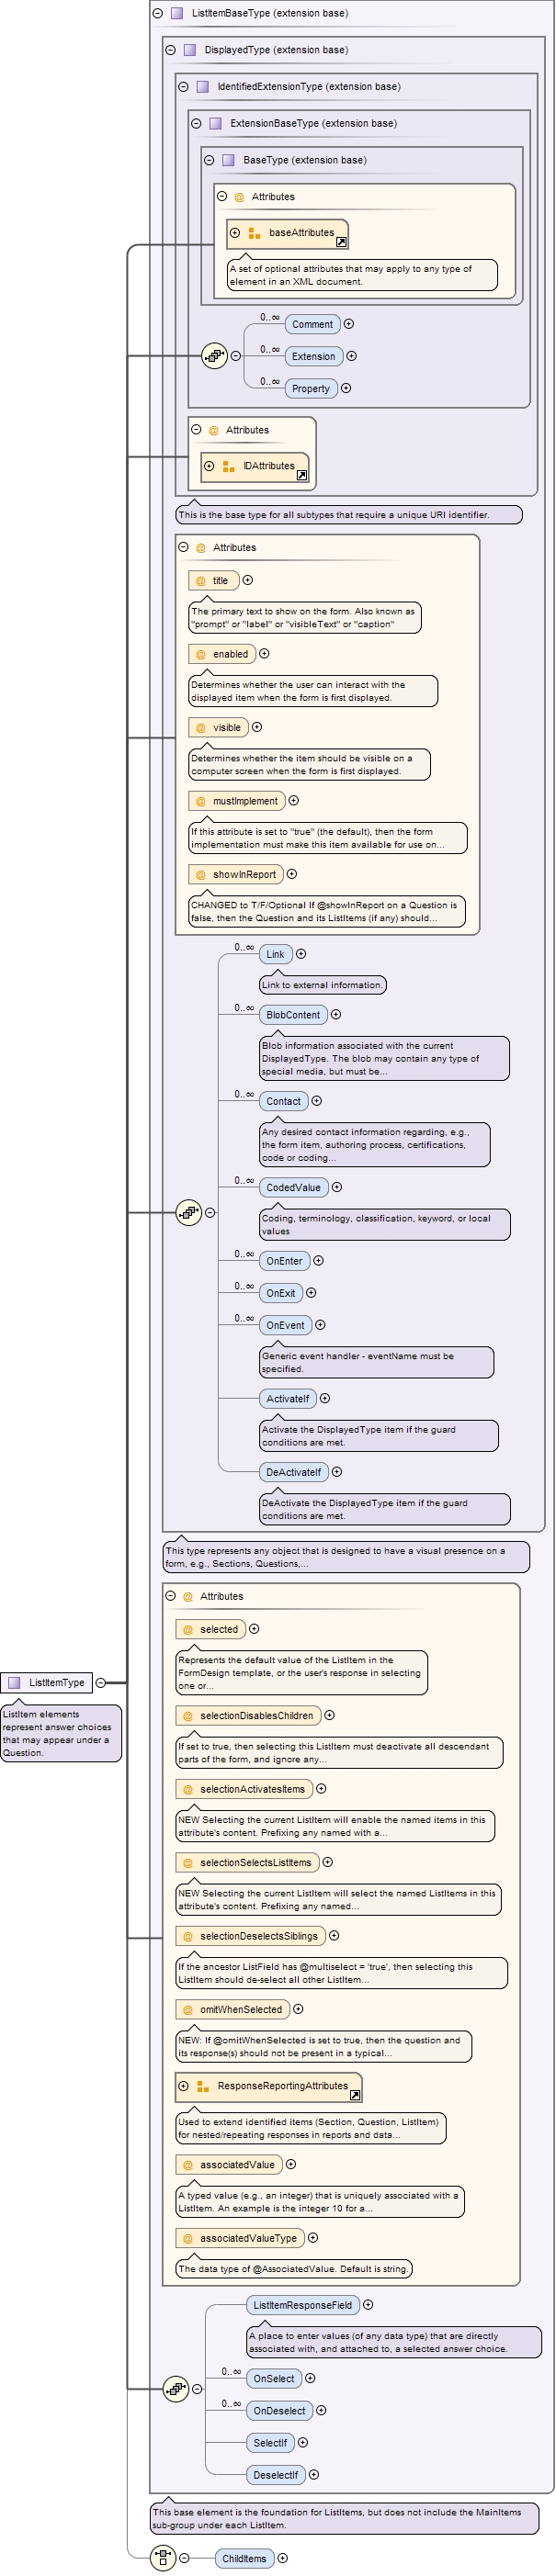 ListItemBaseType (extension base)
DisplayedType (extension base)
IdentifiedExtensionType (extension base)
ExtensionBaseType (extension base)
BaseType (extension base)
@ Attributes
baseAttributes
A set of optional attributes that may apply to any type of
element in an XML document.
0..∞
Comment
0..∞
Extension
0..∞
Property
@ Attributes
IDAttributes
This is the base type for all subtypes that require a unique URI identifier.
@ Attributes
@ title
The primary text to show on the form. Also known as
"prompt" or "label" or "visibleText" or "caption"
@ enabled
Determines whether the user can interact with the
displayed item when the form is first displayed.
@ visible
Determines whether the item should be visible on a
computer screen when the form is first displayed.
@ mustImplement
If this attribute is set to "true" (the default), then the form
implementation must make this item available for use on...
@ showInReport
CHANGED to T/F/Optional If @showInReport on a Question is
false, then the Question and its ListItems (if any) should...
0..∞
Link
Link to external information.
0..∞
BlobContent
Blob information associated with the current
DisplayedType. The blob may contain any type of
special media, but must be...
0..∞
Contact
Any desired contact information regarding, e.g.,
the form item, authoring process, certifications,
code or coding...
0..∞
CodedValue
Coding, terminology, classification, keyword, or local
values
0..∞
OnEnter
0..∞
OnExit
0..∞
OnEvent
Generic event handler - eventName must be
specified.
ActivateIf
Activate the DisplayedType item if the guard
conditions are met.
DeActivateIf
DeActivate the DisplayedType item if the guard
conditions are met.
This type represents any object that is designed to have a visual presence on a
form, e.g., Sections, Questions,...
@ Attributes
@ selected
Represents the default value of the ListItem in the
FormDesign template, or the user's response in selecting
one or...
ListItemType
ListItem elements
represent answer choices
that may appear under a
Question.
@ selectionDisablesChildren
If set to true, then selecting this ListItem must deactivate all descendant
parts of the form, and ignore any...
@ selectionActivatesItems
NEW Selecting the current ListItem will enable the named items in this
attribute's content. Prefixing any named with a...
@ selectionSelectsListItems
NEW Selecting the current ListItem will select the named ListItems in this
attribute's content. Prefixing any named...
@ selectionDeselectsSiblings
If the ancestor ListField has @multiselect = 'true', then selecting this
ListItem should de-select all other ListItem...
@ omitWhenSelected
NEW: If @omitWhenSelected is set to true, then the question and
its response(s) should not be present in a typical...
ResponseReportingAttributes
Used to extend identified items (Section, Question, ListItem)
for nested/repeating responses in reports and data...
@ associatedValue
A typed value (e.g., an integer) that is uniquely associated with a
ListItem. An example is the integer 10 for a...
@ associatedValueType
The data type of @AssociatedValue. Default is string.
ListItemResponseField
A place to enter values (of any data type) that are directly
associated with, and attached to, a selected answer choice.
0..∞
OnSelect
0..∞
OnDeselect
SelectIf
DeselectIf
This base element is the foundation for ListItems, but does not include the MainItems
sub-group under each ListItem.
ChildItems